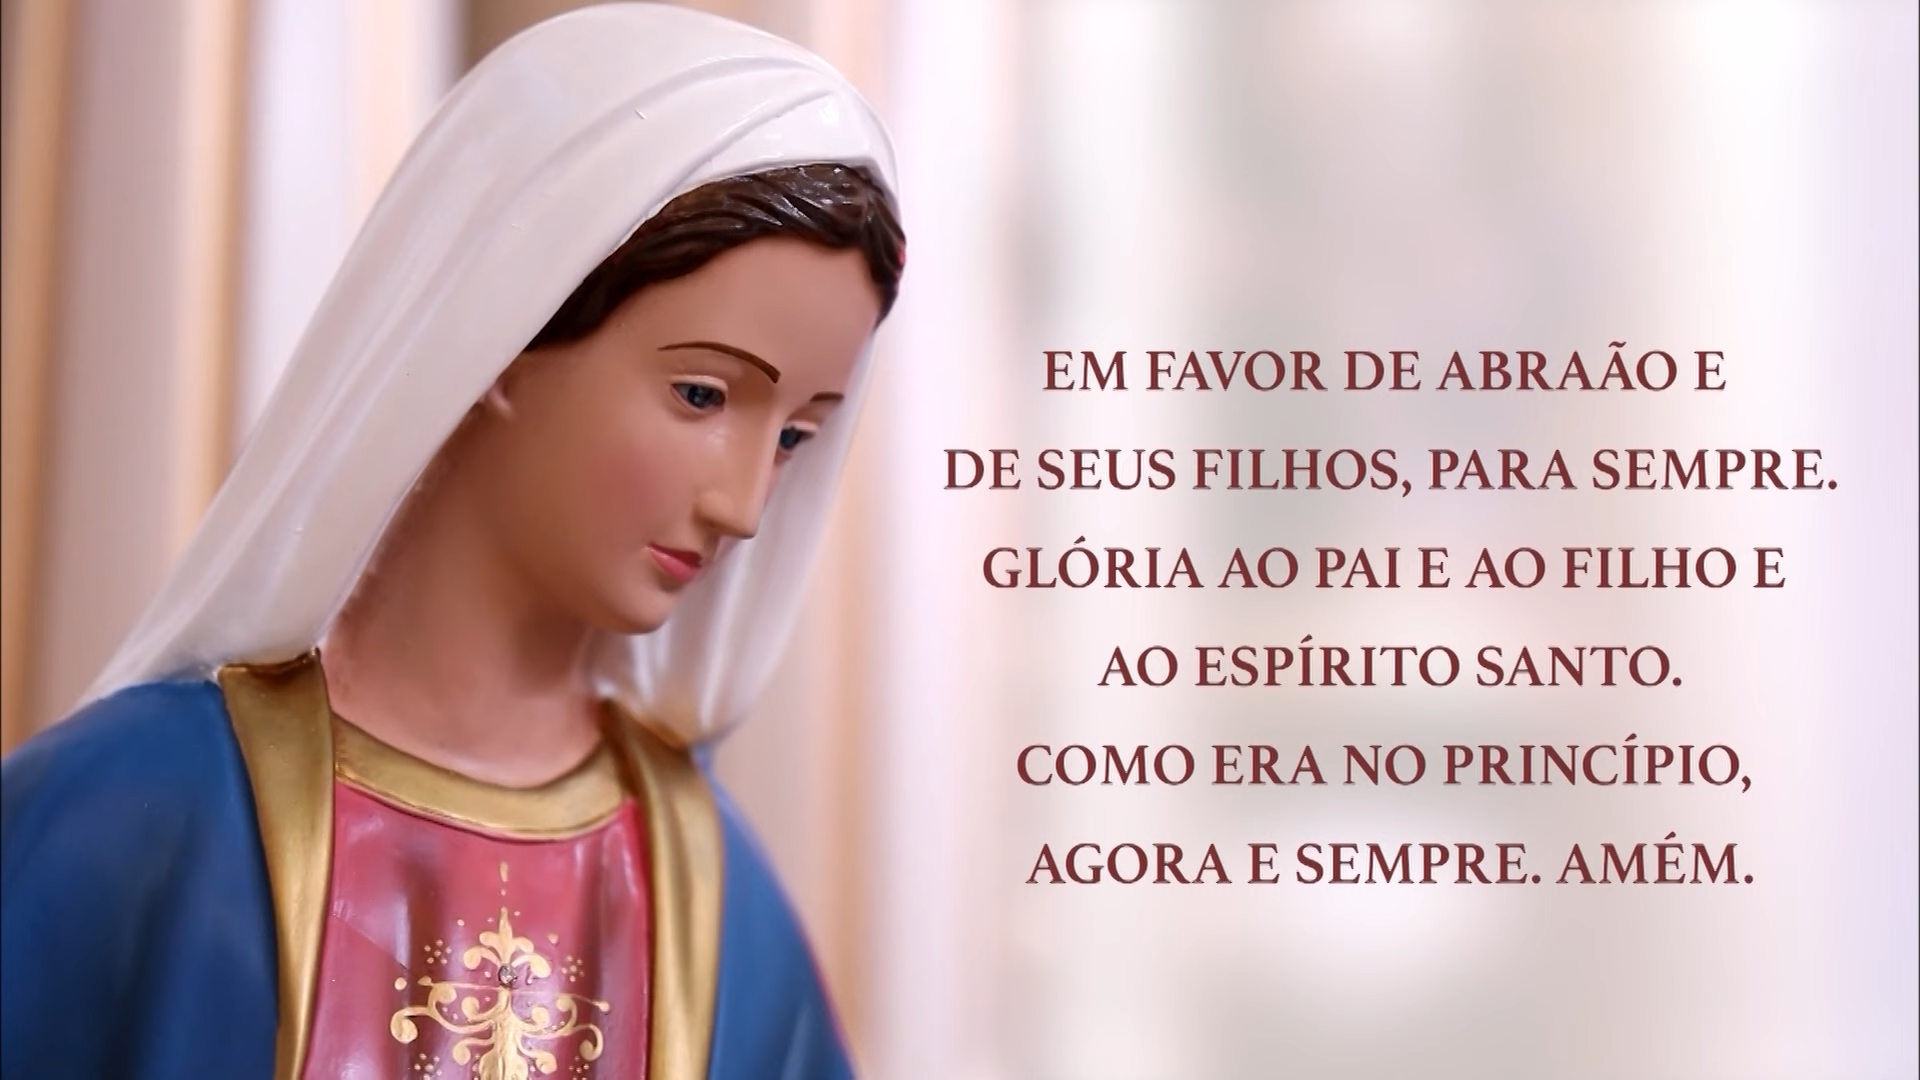 EM FAVOR DE ABRAÃO E
DE SEUS FILHOS, PARA SEMPRE.
GLÓRIA AO PAI E AO FILHO E
AO ESPÍRITO SANTO.
COMO ERA NO PRINCÍPIO,
AGORA E SEMPRE. AMÉM.